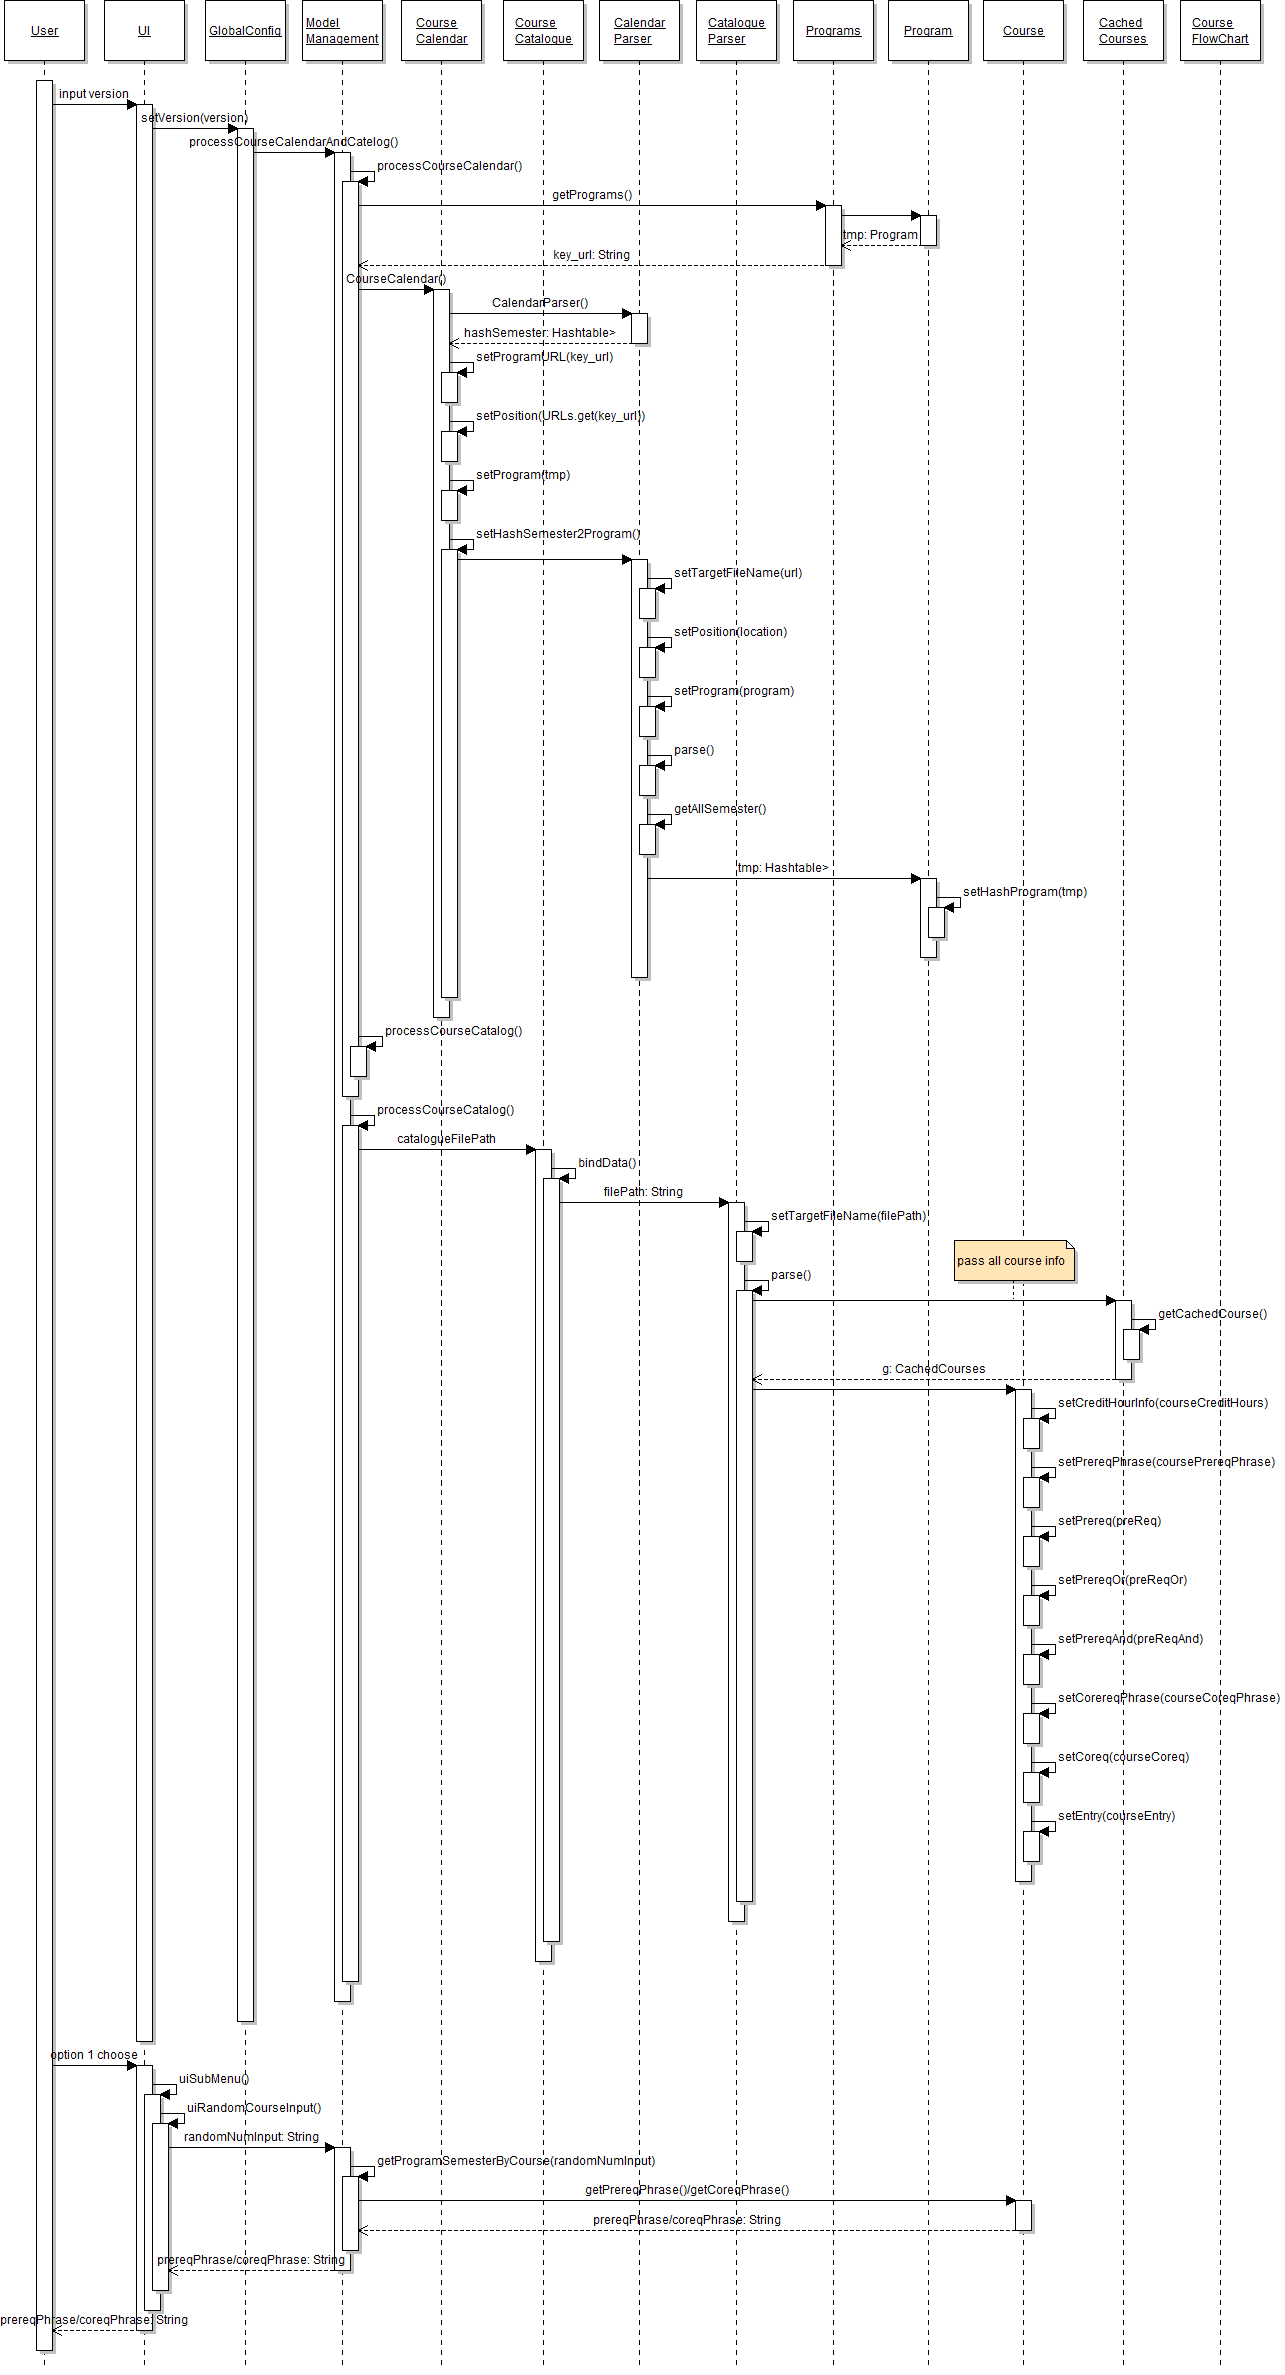 User
UI
GlobalConfig
Model
Management
Course
Calendar
Course
Catalogue
Calendar
Parser
Catalogue
Parser
Programs
Program
Course
Cached
Courses
Course
FlowChart
input version
setVersion(version)
processCourseCalendarAndCatelog()
processCourseCalendar()
getPrograms()
tmp: Program
key_url: String
CourseCalendar()
CalendarParser()
hashSemester: Hashtable>
setProgramURL(key_url)
setPosition(URLs.get(key_url))
setProgram(tmp)
setHashSemester2Program()
setTargetFileName(url)
setPosition(location)
setProgram(program)
parse()
getAllSemester()
tmp: Hashtable>
setHashProgram(tmp)
processCourseCatalog()
processCourseCatalog()
catalogueFilePath
bindData()
filePath: String
setTargetFileName(filePath)
pass all course info
parse()
getCachedCourse()
g: CachedCourses
setCreditHourInfo(courseCreditHours)
setPrereqPhrase(coursePrereqPhrase)
setPrereq(preReq)
setPrereqOr(preReqOr)
setPrereqAnd(preReqAnd)
setCorereqPhrase(courseCoreqPhrase)
setCoreq(courseCoreq)
setEntry(courseEntry)
option 1 choose
uiSubMenu()
uiRandomCourseInput()
randomNumInput: String
getProgramSemesterByCourse(randomNumInput)
getPrereqPhrase()/getCoreqPhrase()
prereqPhrase/coreqPhrase: String
prereqPhrase/coreqPhrase: String
prereqPhrase/coreqPhrase: String